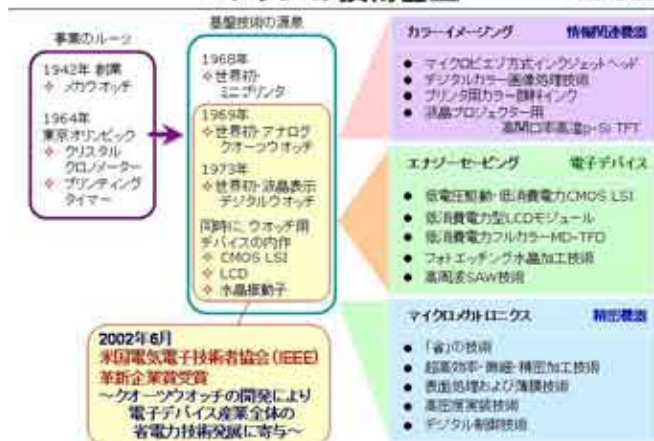 事業のルーツ
1942年 創業
メカウオッチ
1964年
東京オリンピック
クリスタル
クロノメーター
プリンティング
タイマー
基盤技術の源泉
1968年
世界初
ミニプリンタ
1969年
世界初 アナログ
クオーツウオッチ
1973年
世界初 液晶表示
デジタルウオッチ
同時に、ウオッチ用
デバイスの内作
CMOS LSI
LCD
水晶振動子
2002年6月
米国電気電子技術者協会(IEEE)
革新企業賞受賞
～クオーツウオッチの開発により
電子デバイス産業全体の
省電力技術発展に寄与～
カラーイメージング 情報関連機器
マイクロピエゾ方式インクジェットヘッド
デジタルカラー画像処理技術
プリンタ用カラー顔料インク
液晶プロジェクター用
高開口率高温p-Si TFT
エナジーセービング 電子デバイス
低電圧駆動・低消費電力CMOS LSI
低消費電力型LCDモジュール
低消費電力フルカラーMD-TFD
フォトエッチング水晶加工技術
高周波SAW技術
マイクロメカトロニクス 精密機器
「省」の技術
超高効率・微細・精密加工技術
表面処理および薄膜技術
高密度実装技術
デジタル制御技術